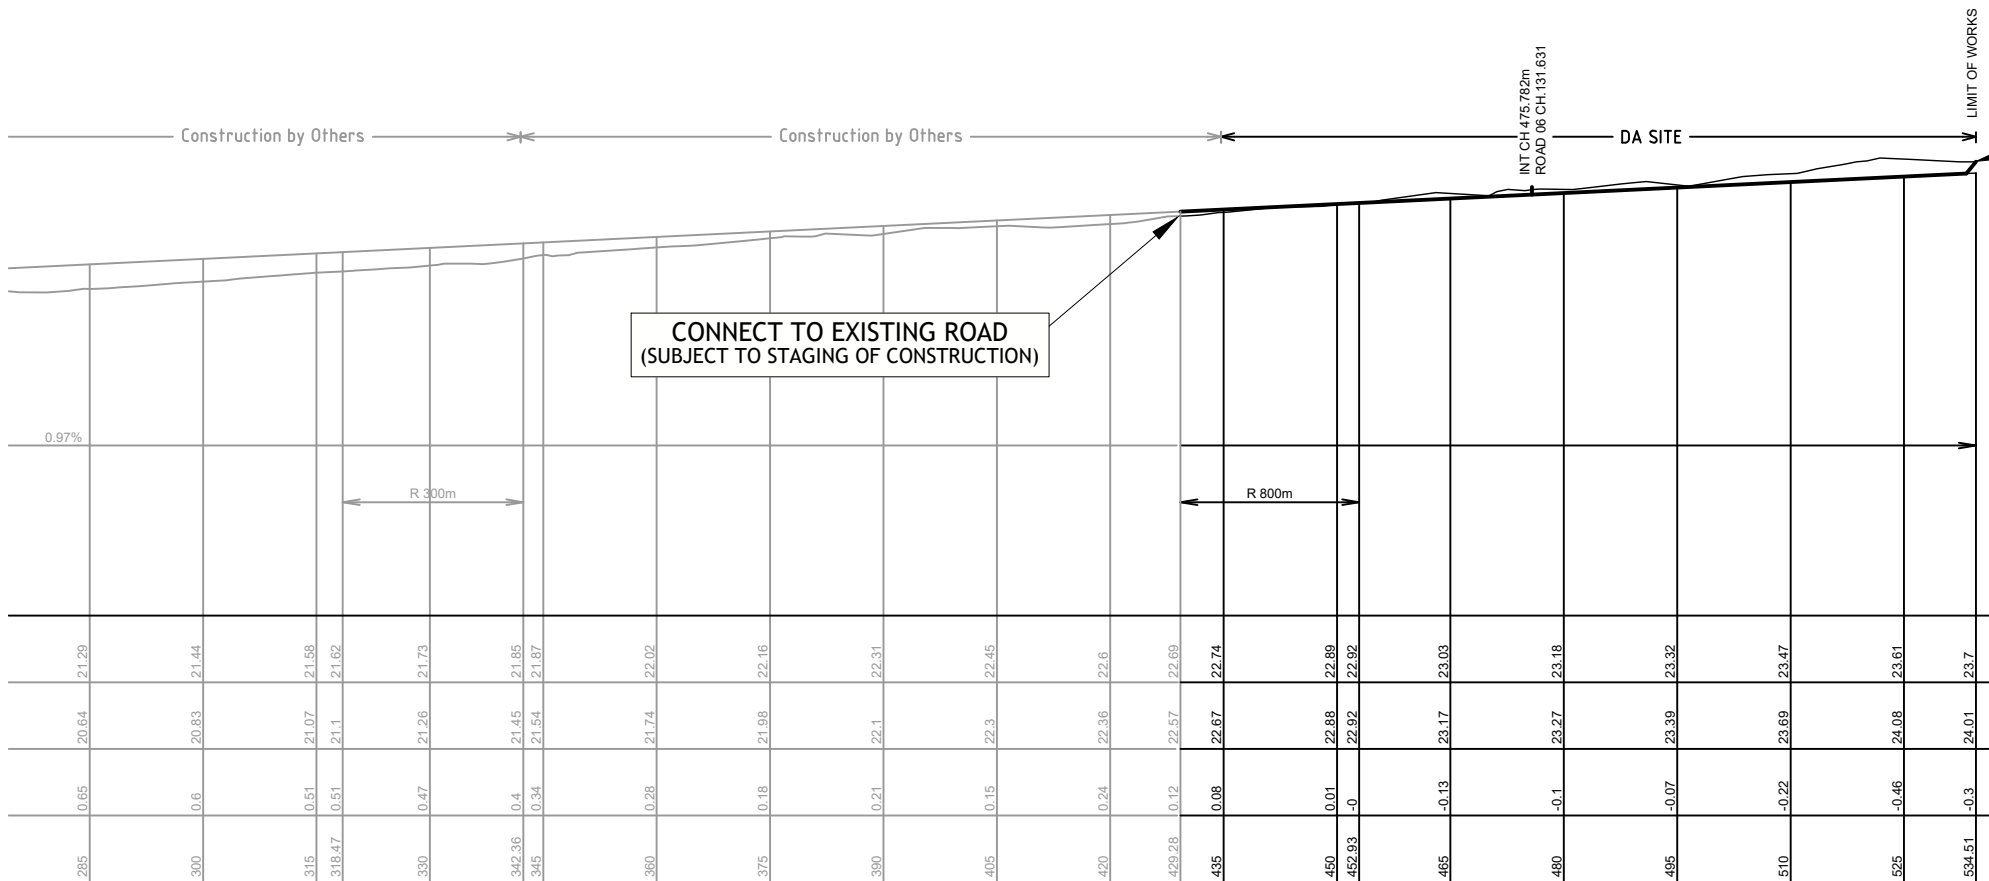 LIMIT OF WORKS
INT CH 475.782m
ROAD 06 CH.131.631
Construction by Others
Construction by Others
DA SITE
CONNECT TO EXISTING ROAD
(SUBJECT TO STAGING OF CONSTRUCTION)
0.97%
R 300m
R 800m
21.29 21.44 21.58 21.62 21.73 21.85 21.87 22.02 22.16 22.31 22.45 22.6 22.69 22.74 22.89 22.92 23.03 23.18 23.32 23.47 23.61 23.7
20.64 20.83 21.07 21.1 21.26 21.45 21.54 21.74 21.98 22.1 22.3 22.36 22.57 22.67 22.88 22.92 23.17 23.27 23.39 23.69 24.08 24.01
0.65 0.6 0.51 0.51 0.47 0.4 0.34 0.28 0.18 0.21 0.15 0.24 0.12 0.08 0.01 -0 -0.13 -0.1 -0.07 -0.22 -0.46 -0.3
285 300 315 318.47 330 342.36 345 360 375 390 405 420 429.28 435 450 452.93 465 480 495 510 525 534.51